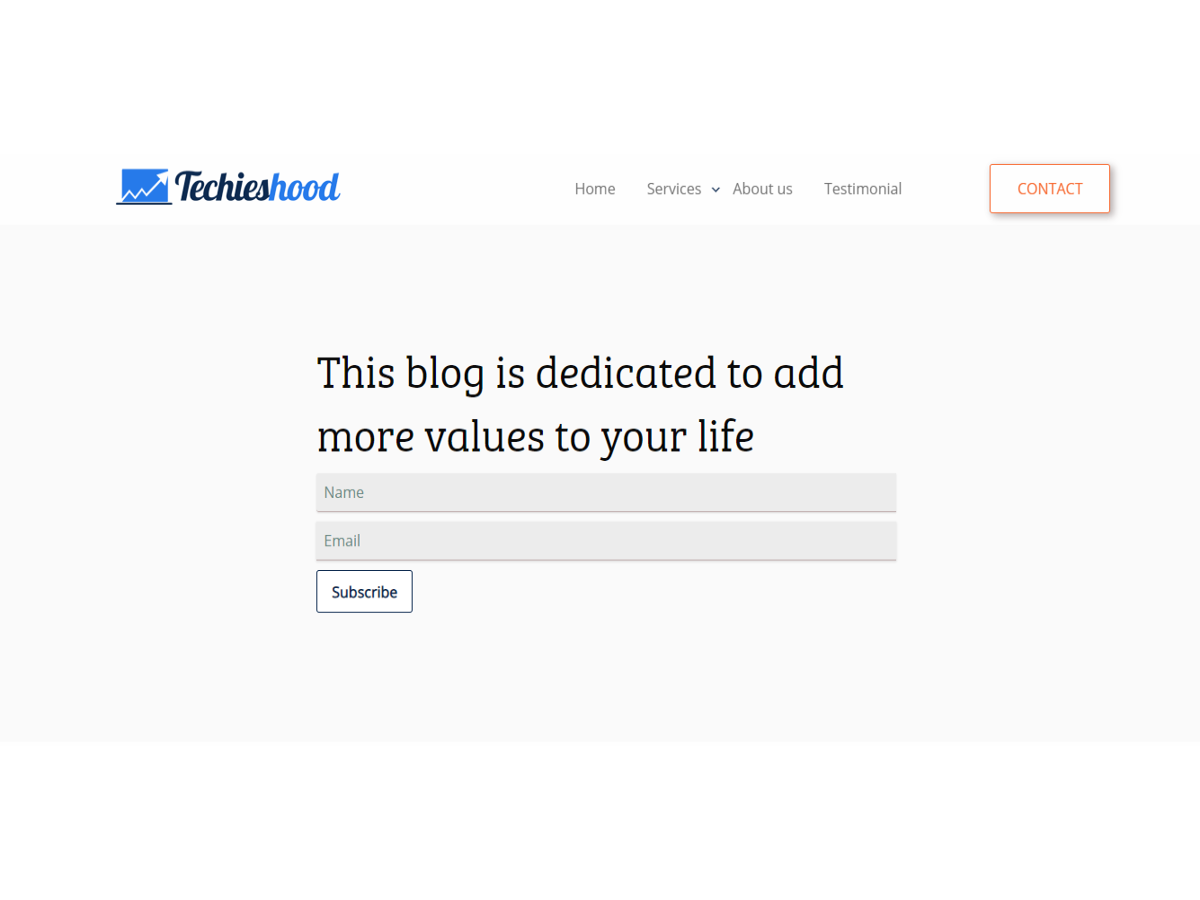 Techieshood
Home Services About us Testimonial CONTACT
This blog is dedicated to add
more values to your life
Name
Email
Subscribe